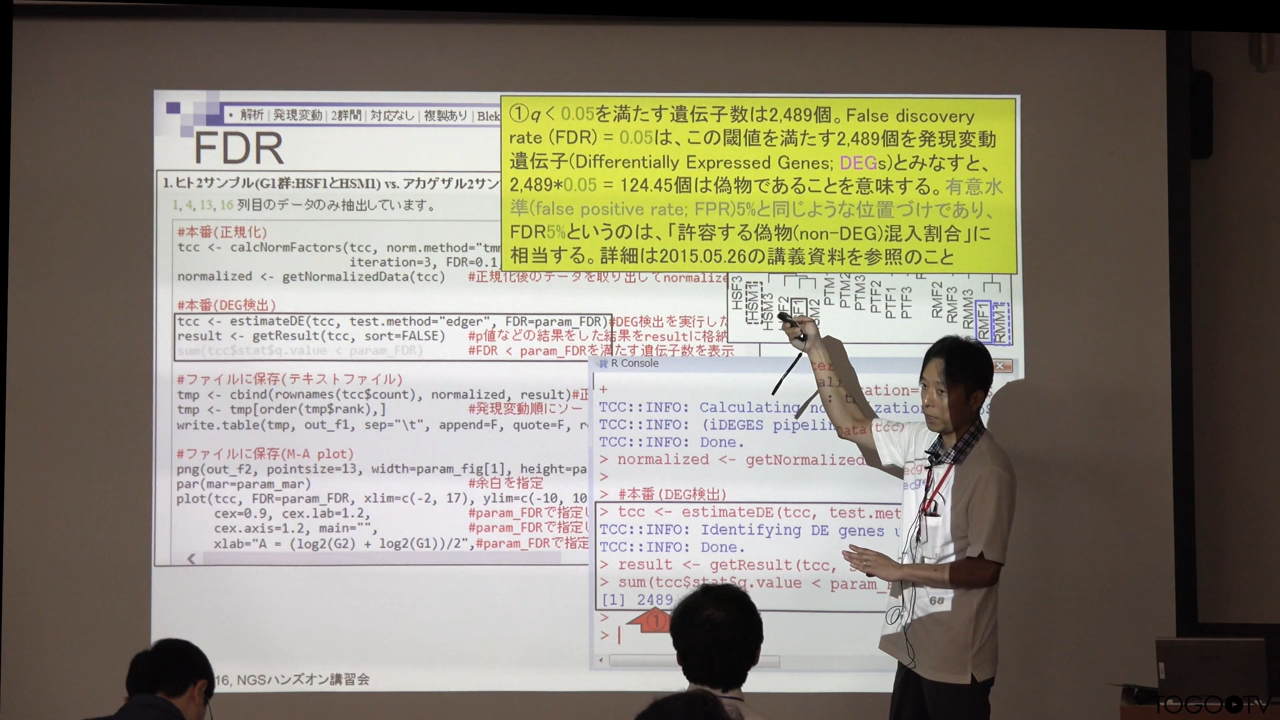 • 解析 | 発現変動 | 2群間 | 対応なし | 複製あり | Blek
FDR
①q < 0.05を満たす遺伝子数は2,489個。False discovery
rate (FDR) = 0.05は、この閾値を満たす2,489個を発現変動
遺伝子(Differentially Expressed Genes; DEGs)とみなすと、
2,489*0.05 = 124.45個は偽物であることを意味する。有意水
準(false positive rate; FPR)5%と同じような位置づけであり、
FDR5%というのは、「許容する偽物(non-DEG)混入割合」に
相当する。詳細は2015.05.26の講義資料を参照のこと
1. ヒト2サンプル(G1群:HSF1とHSM1) vs. アカゲザル2サン
1, 4, 13, 16 列目のデータのみ抽出しています。
#本番(正規化)
tcc <- calcNormFactors(tcc, norm.method="tmm
iteration=3, FDR=0.1,
normalized <- getNormalizedData(tcc) #正規化後のデータを取り出してnormalize
#本番(DEG検出)
tcc <- estimateDE(tcc, test.method="edger", FDR=param_FDR)#DEG検出を実行した
result <- getResult(tcc, sort=FALSE) #p値などの結果をした結果をresultに格納
sum(tcc$stat$q.value < param_FDR) #FDR < param_FDRを満たす遺伝子数を表示
#ファイルに保存(テキストファイル)
tmp <- cbind(rownames(tcc$count), normalized, result)#正
tmp <- tmp[order(tmp$rank),] #発現変動順にソー
write.table(tmp, out_f1, sep="\t", append=F, quote=F, r
#ファイルに保存(M-A plot)
png(out_f2, pointsize=13, width=param_fig[1], height=pa
par(mar=param_mar) #余白を指定
plot(tcc, FDR=param_FDR, xlim=c(-2, 17), ylim=c(-10, 10
cex=0.9, cex.lab=1.2, #param_FDRで指定
cex.axis=1.2, main="", #param_FDRで指定
xlab="A = (log2(G2) + log2(G1))/2",#param_FDRで指定
HSF3
HSM1
HSM3
PTM
PTM2
PTM3
PTF2
PTF1
PTF3
RMF2
RMF3
RMM3
RMF1
RMM1
R Console
+
TCC::INFO: Calculating
TCC::INFO: (iDEGES pipelin
TCC::INFO: Done.
> normalized <- getNormalized
>
> #本番(DEG検出)
> tcc <- estimateDE(tcc, test.met
TCC::INFO: Identifying DE genes u
TCC::INFO: Done.
> result <- getResult(tcc,
> sum(tcc$stat$q.value < param_
[1] 2489
>
①
>
68
16, NGSハンズオン講習会
TOGOTV